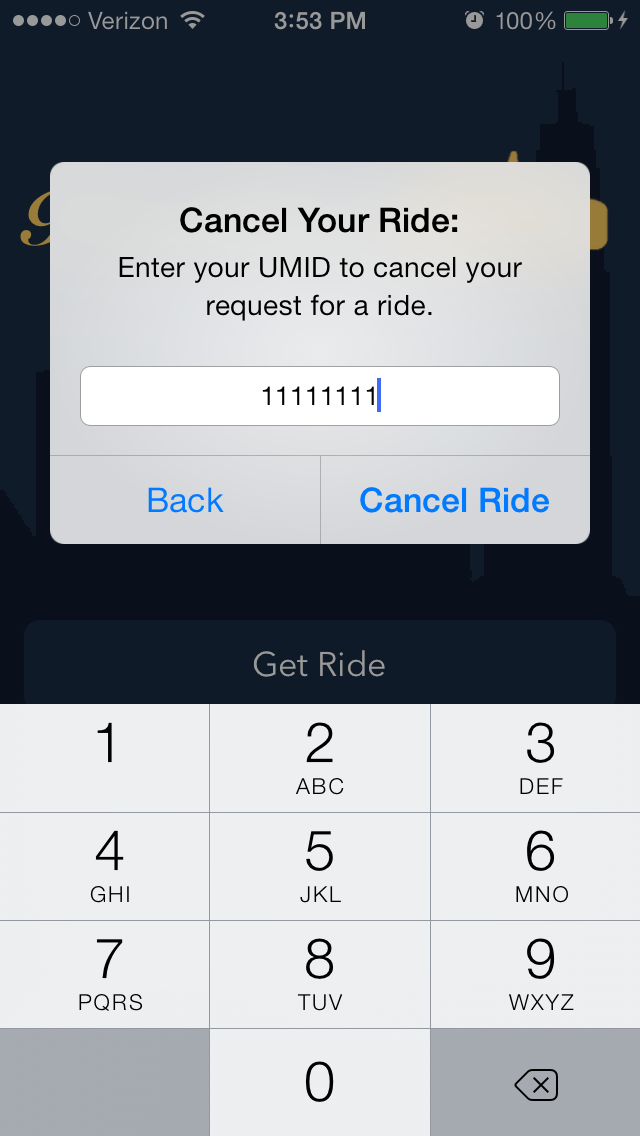 Verizon 3:53 PM 100%
Cancel Your Ride:
Enter your UMID to cancel your
request for a ride.
11111111
Back Cancel Ride
Get Ride
1 2 3
ABC DEF
4 5 6
GHI JKL MNO
7 8 9
PQRS TUV WXYZ
0